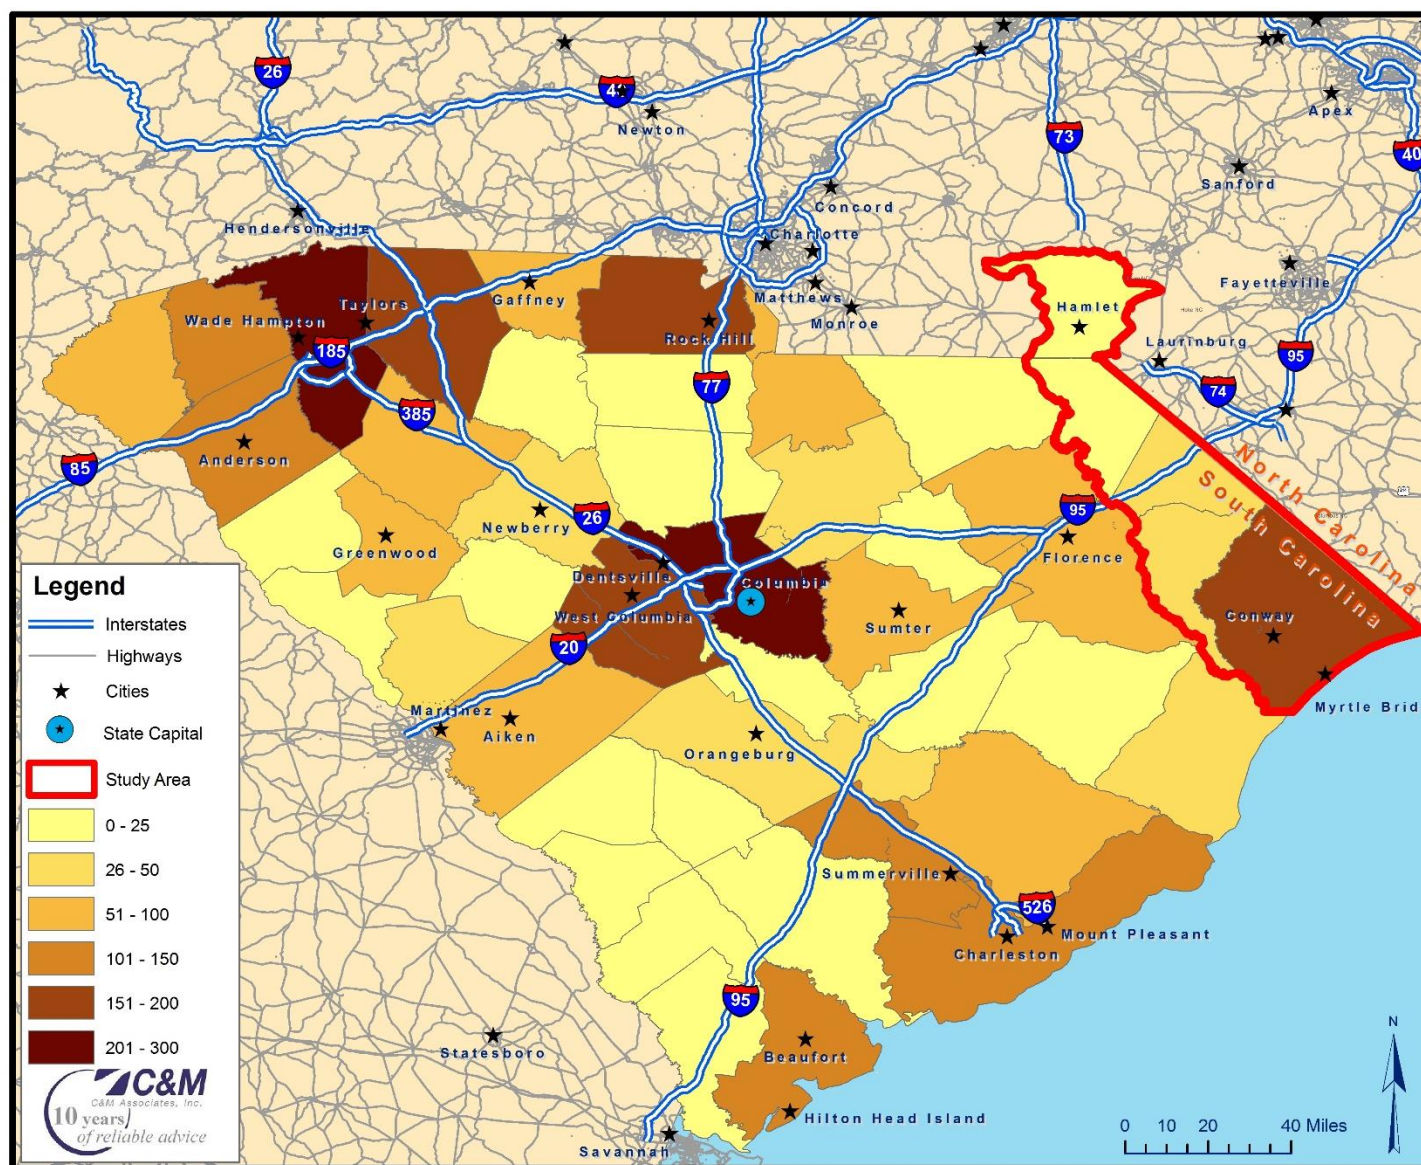 26
4
Newton
73
Apex
40
Sanford
Concord
Hendersonville
Charlotte
Fayetteville
Gaffney
Matthews
Hamlet
Taylors
Wade Hampton
Monroe
Rock Hill
Laurinburg
185
95
77
74
385
85
Anderson
North Carolina
South Carolina
Newberry
26
95
Greenwood
Florence
Dentsville
Columbia
West Columbia
Sumter
Conway
20
Martinez
Aiken
Orangeburg
Myrtle Brid
Summerville
526
Mount Pleasant
Charleston
95
Beaufort
Statesboro
Hilton Head Island
Savannah
Legend
Interstates
Highways
Cities
State Capital
Study Area
0 - 25
26 - 50
51 - 100
101 - 150
151 - 200
201 - 300
C&M
C&M Associates, Inc.
10 years
of reliable advice
N
0 10 20 40 Miles